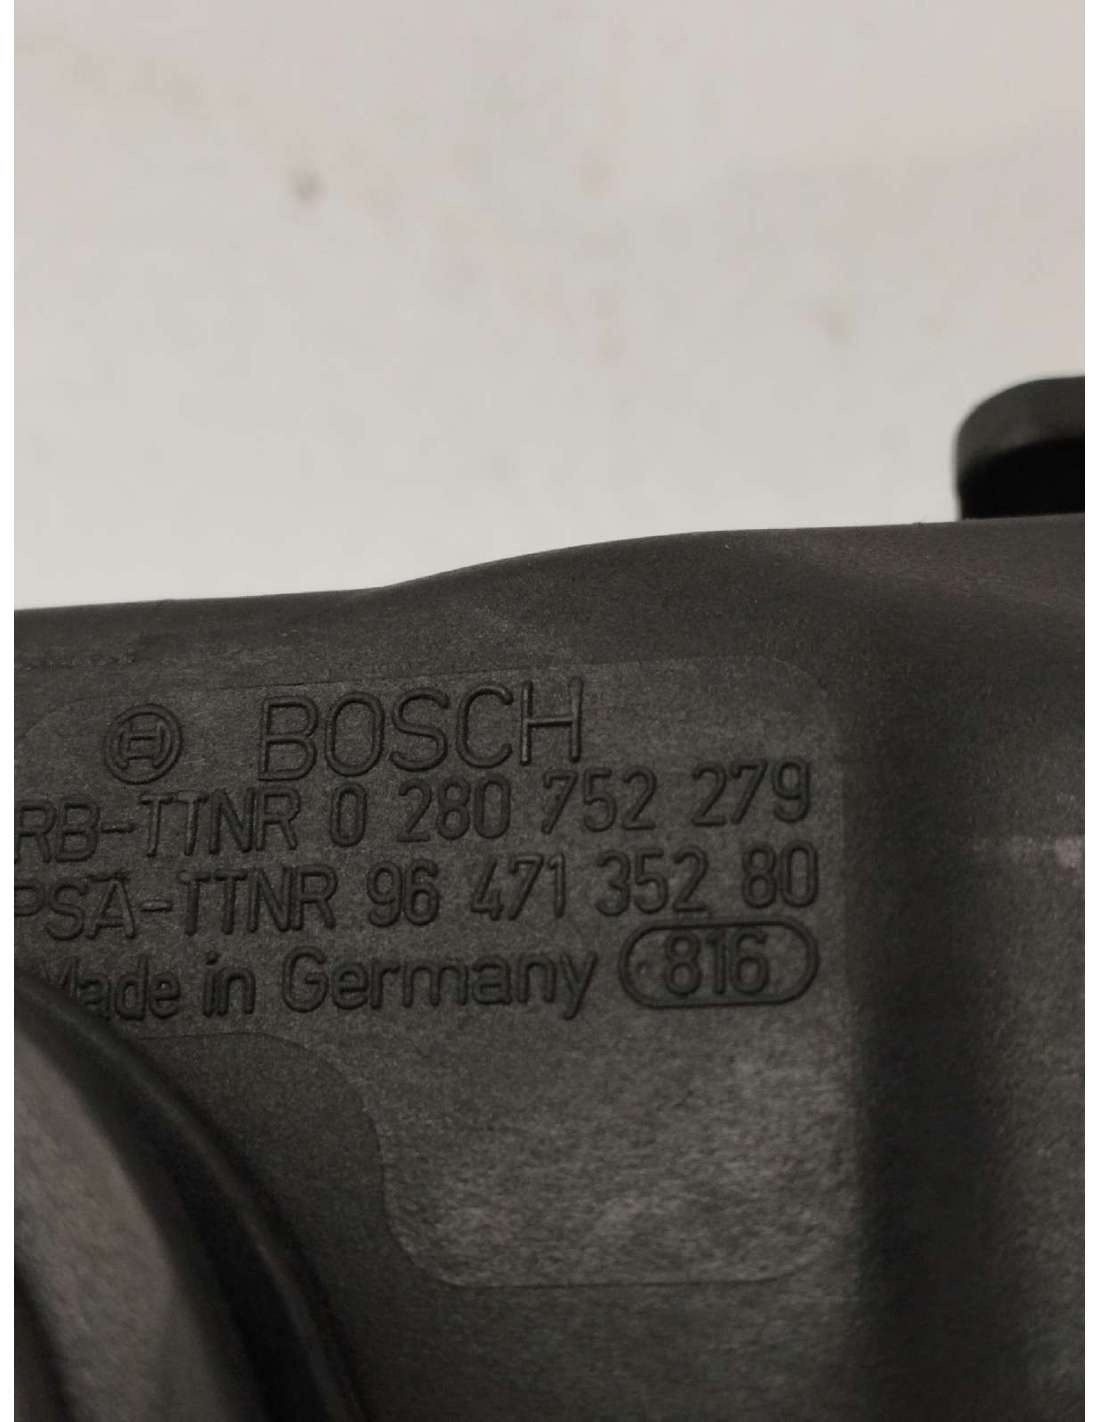 BOSCH
RB-TTNR 0 280 752 279
PSA-TTNR 96 471 352 80
Made in Germany 816